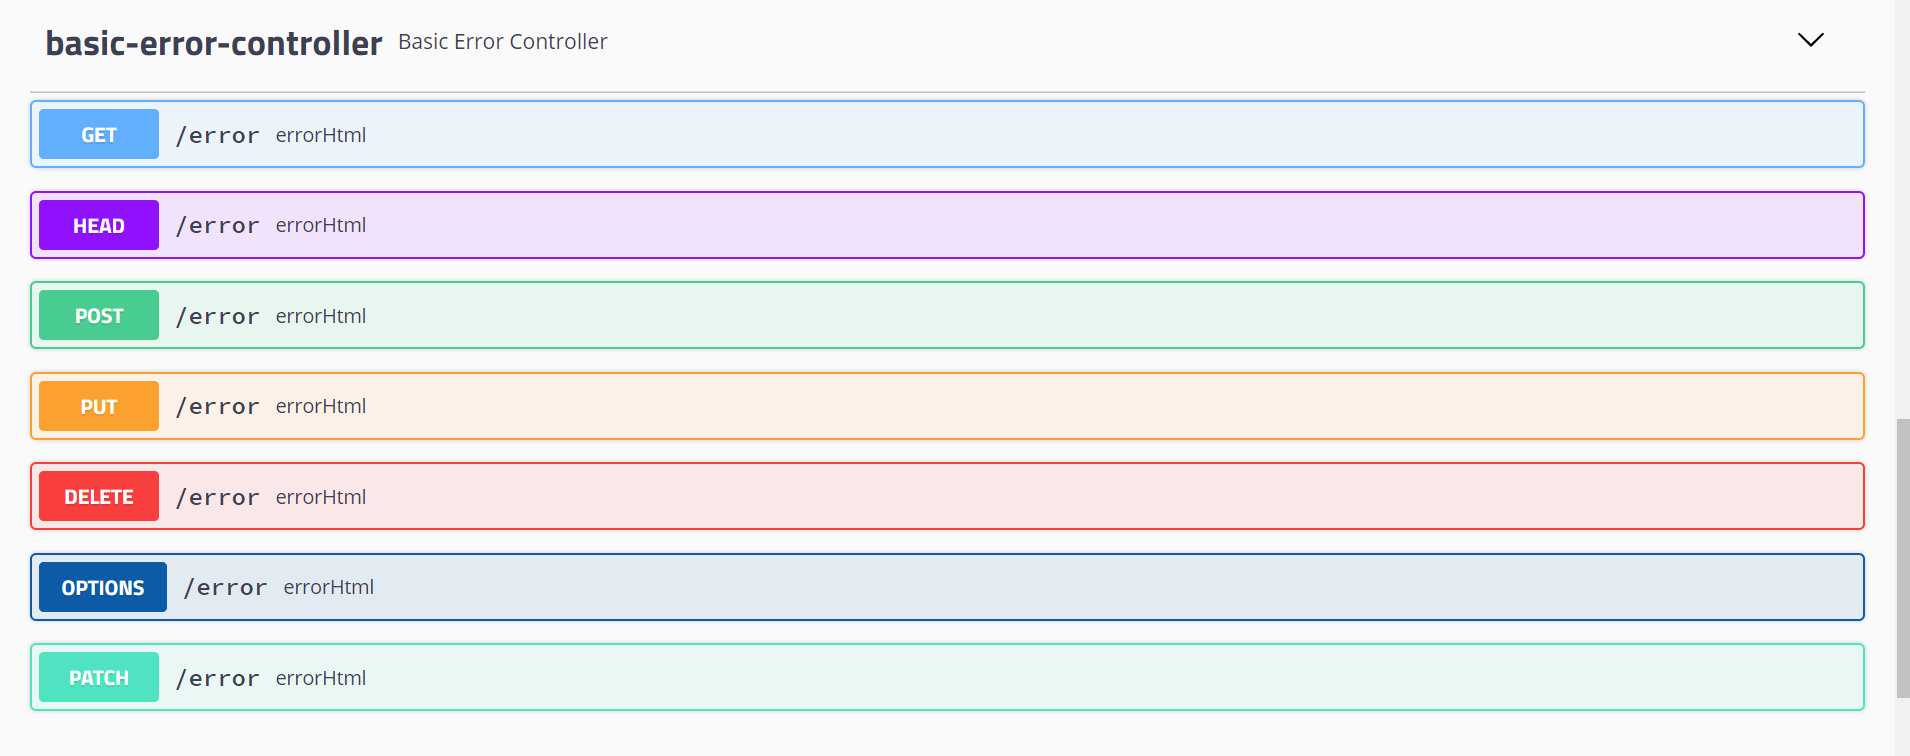 basic-error-controller Basic Error Controller
GET /error errorHtml
HEAD /error errorHtml
POST /error errorHtml
PUT /error errorHtml
DELETE /error errorHtml
OPTIONS /error errorHtml
PATCH /error errorHtml